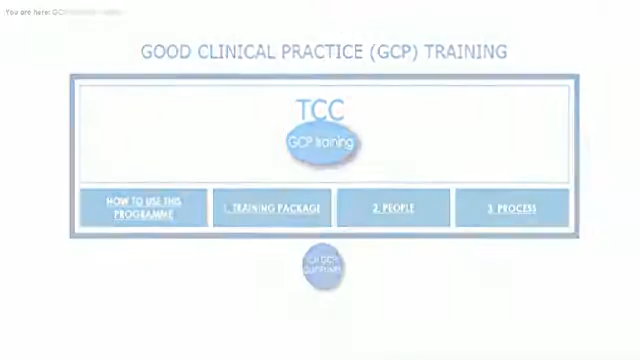 You are here: GCP
GOOD CLINICAL PRACTICE (GCP) TRAINING
TCC
GCP training
HOW TO USE THIS
PROGRAMME
1. TRAINING PACKAGE
2. PEOPLE
3. PROCESS
GCP